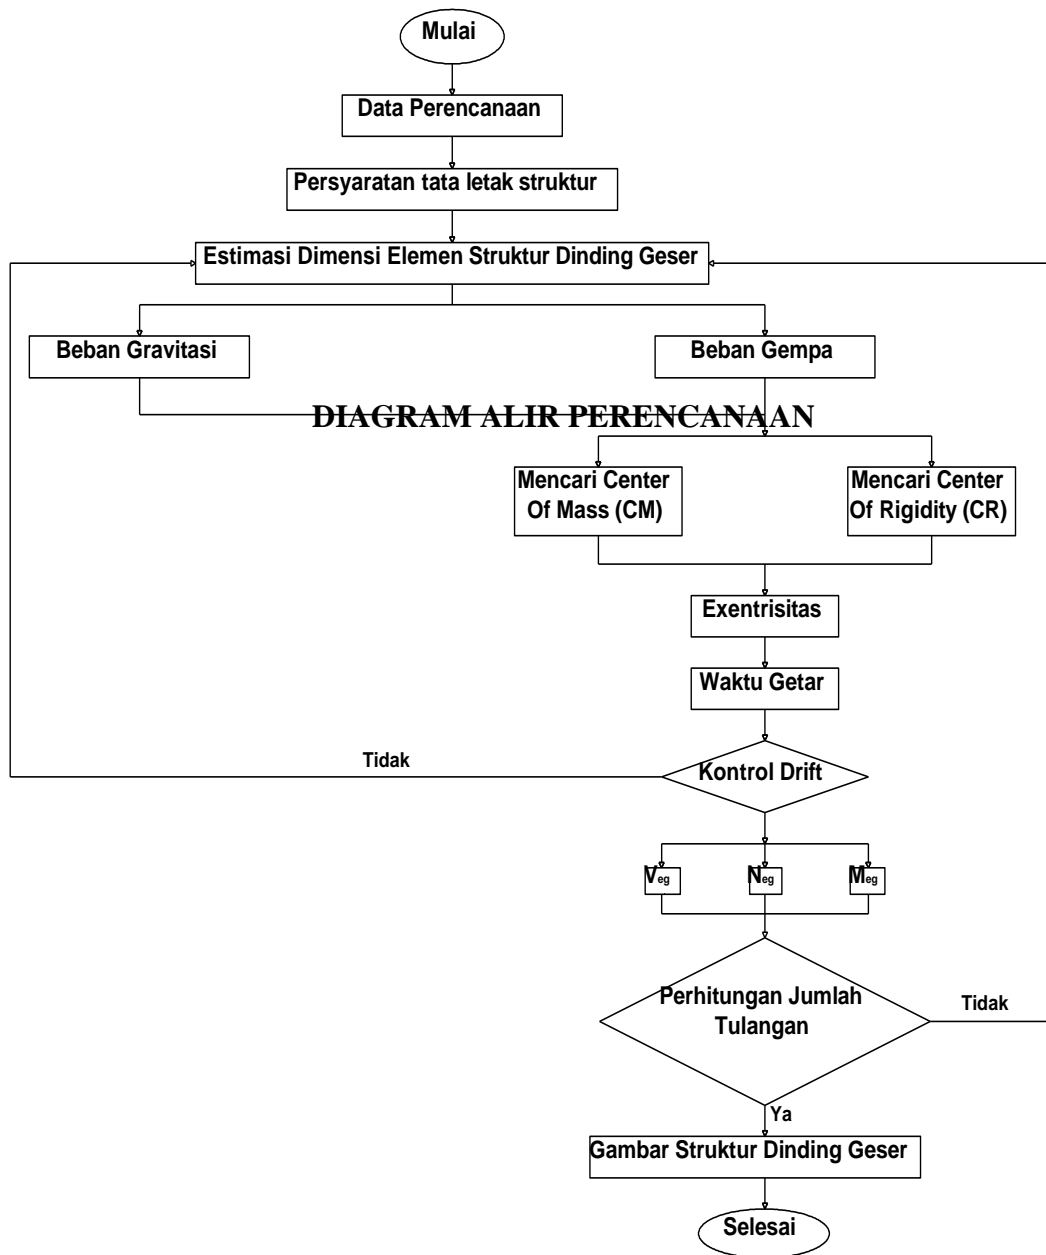 Mulai
Data Perencanaan
Persyaratan tata letak struktur
Estimasi Dimensi Elemen Struktur Dinding Geser
Beban Gravitasi
Beban Gempa
DIAGRAM ALIR PERENCANAAN
Mencari Center
Of Mass (CM)
Mencari Center
Of Rigidity (CR)
Exentrisitas
Waktu Getar
Tidak
Kontrol Drift
Veg
Neg
Meg
Perhitungan Jumlah
Tulangan
Tidak
Ya
Gambar Struktur Dinding Geser
Selesai